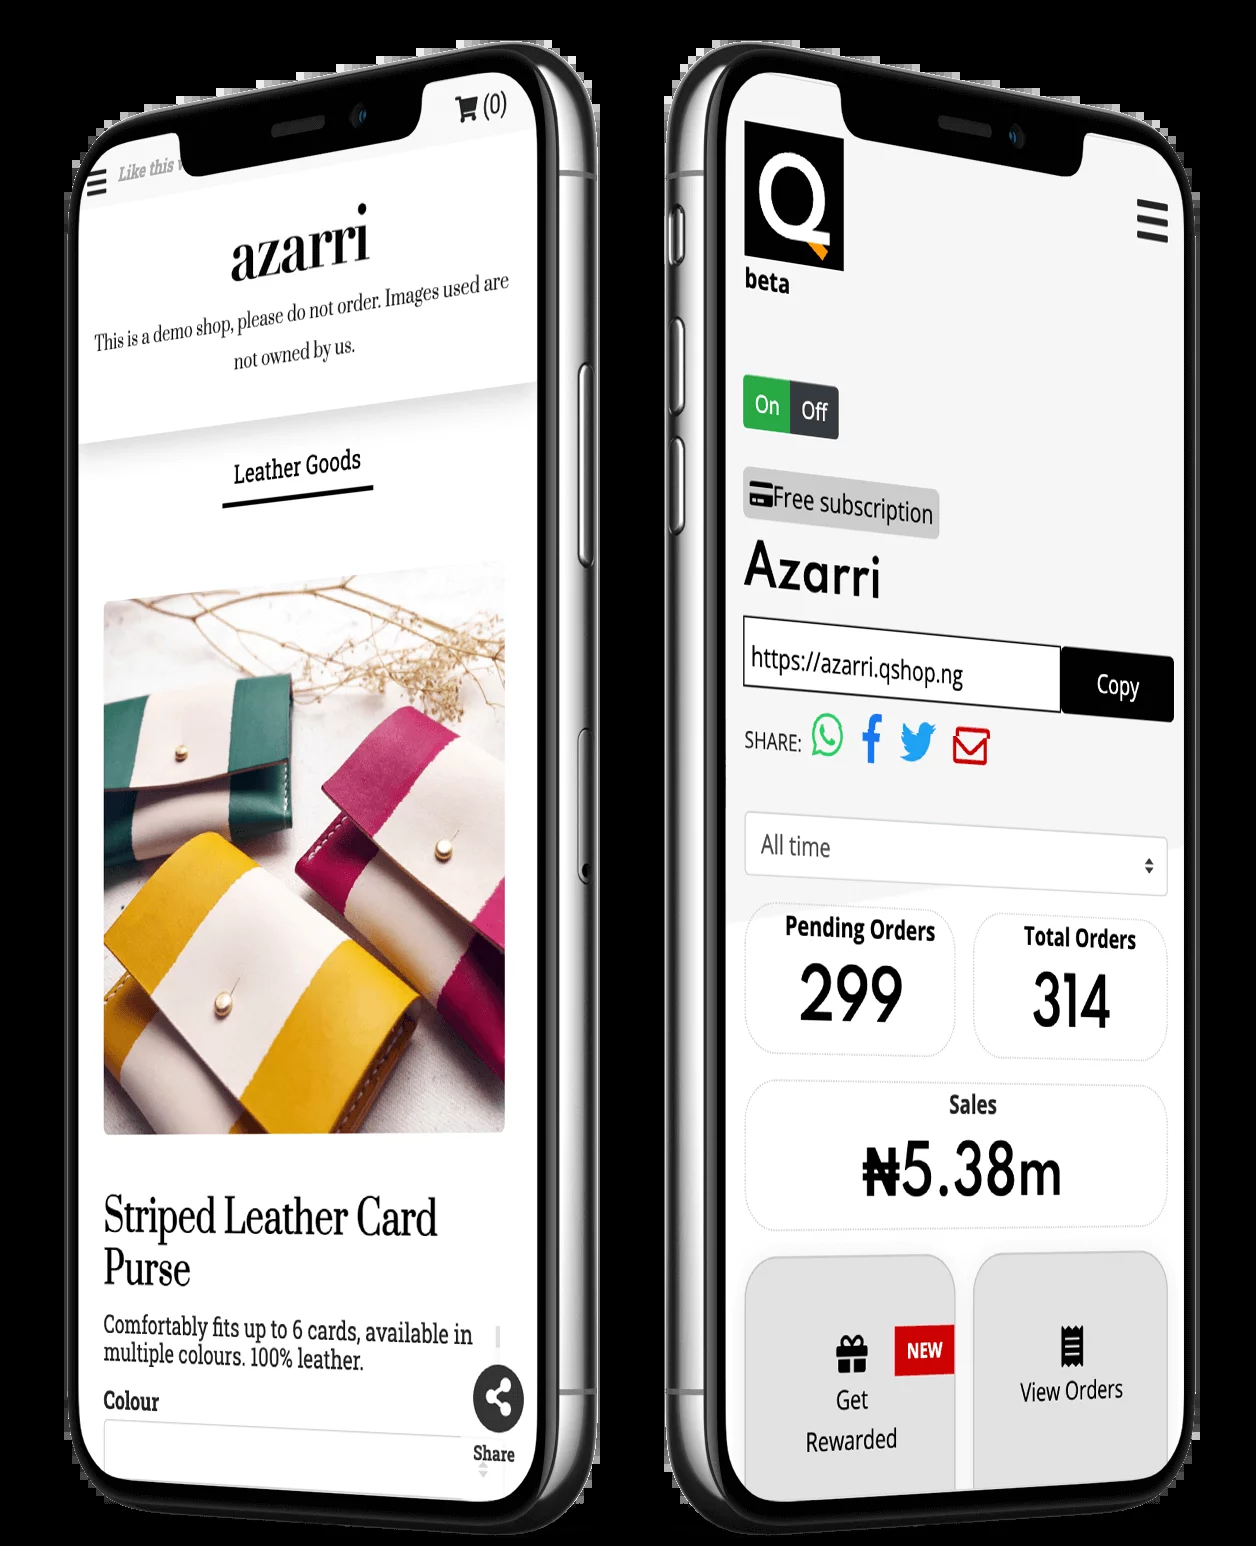 (0)
Like this
azarri
This is a demo shop, please do not order. Images used are
not owned by us.
Leather Goods
Striped Leather Card
Purse
Comfortably fits up to 6 cards, available in
multiple colours. 100% leather.
Colour
Share
Q
beta
On Off
Free subscription
Azarri
https://azarri.qshop.ng Copy
SHARE:
All time
Pending Orders
299
Total Orders
314
Sales
₦5.38m
NEW
Get
Rewarded
View Orders